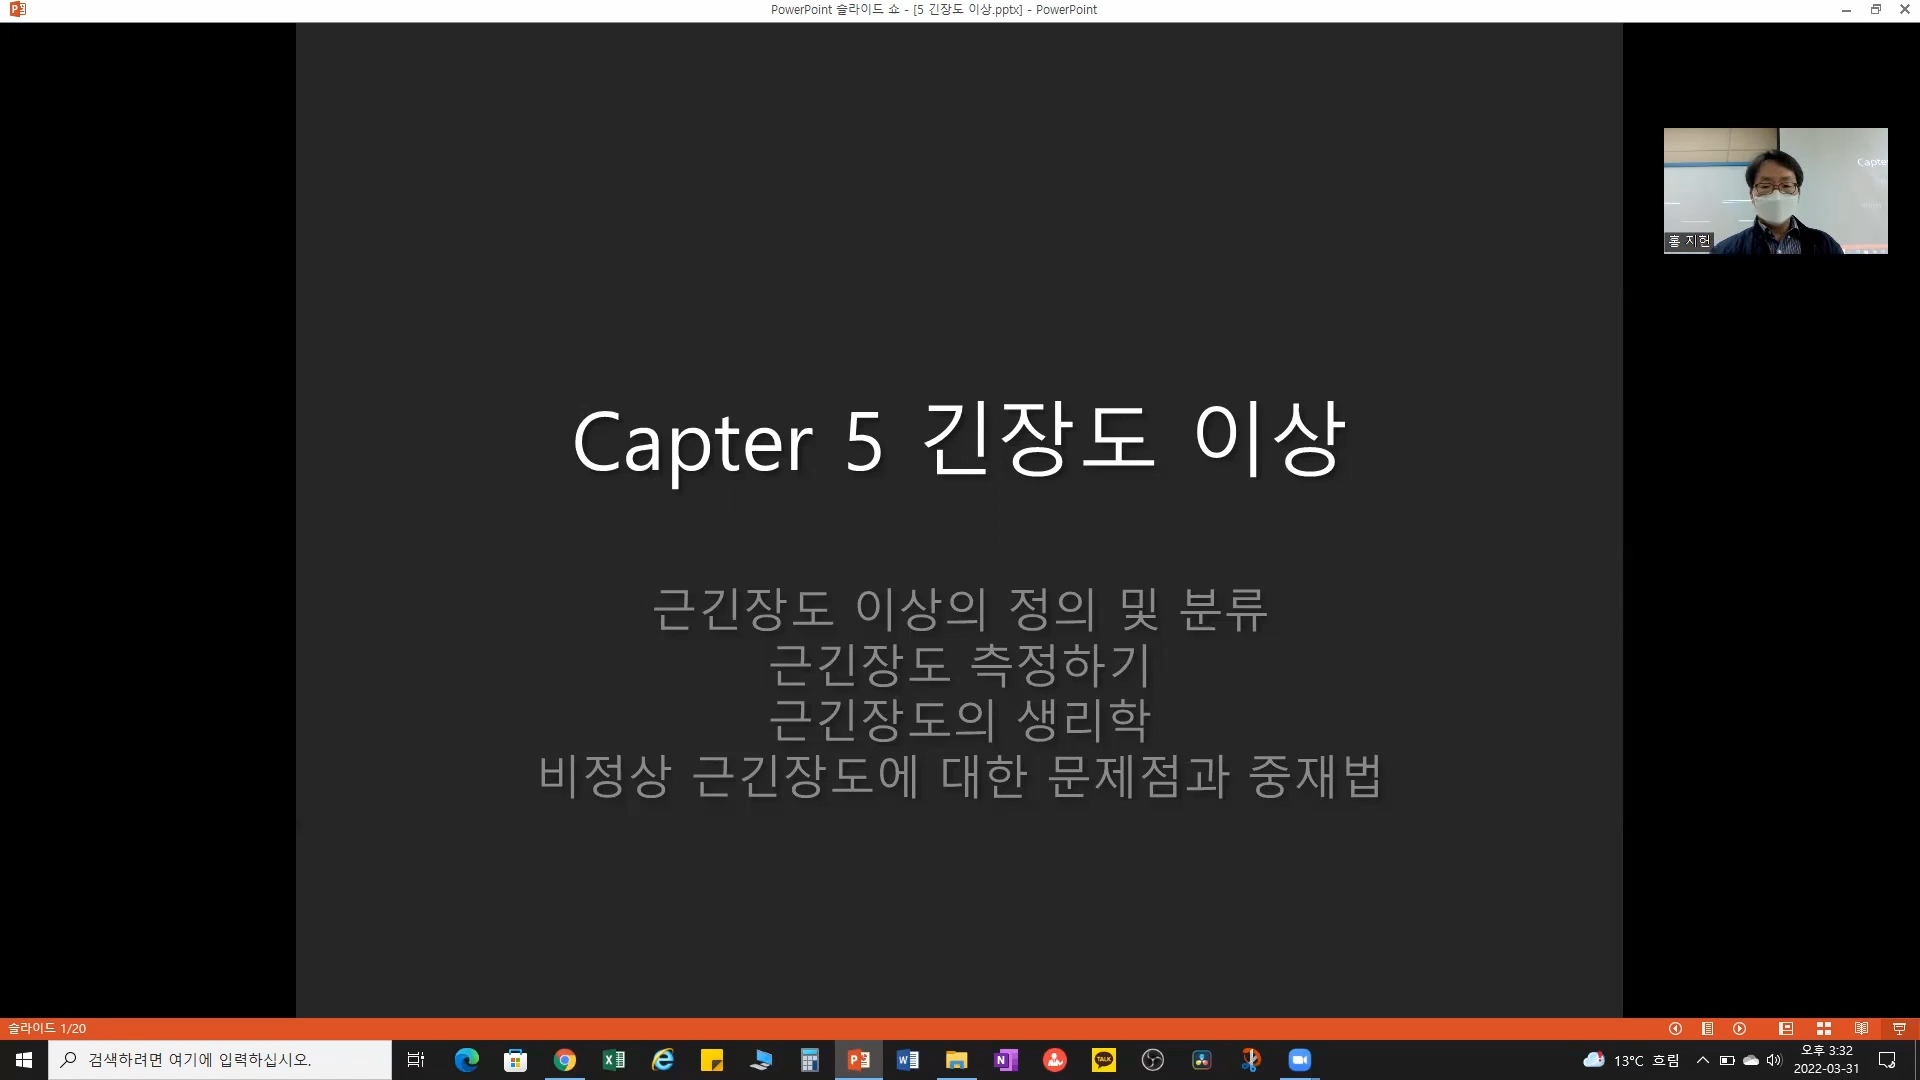 PowerPoint 슬라이드 쇼 - [5 긴장도 이상.pptx] - PowerPoint
Capte
홍 지헌
Capter 5 긴장도 이상
근긴장도 이상의 정의 및 분류
근긴장도 측정하기
근긴장도의 생리학
비정상 근긴장도에 대한 문제점과 중재법
슬라이드 1/20
검색하려면 여기에 입력하십시오.
TALK
13°C 흐림
오후 3:32
2022-03-31